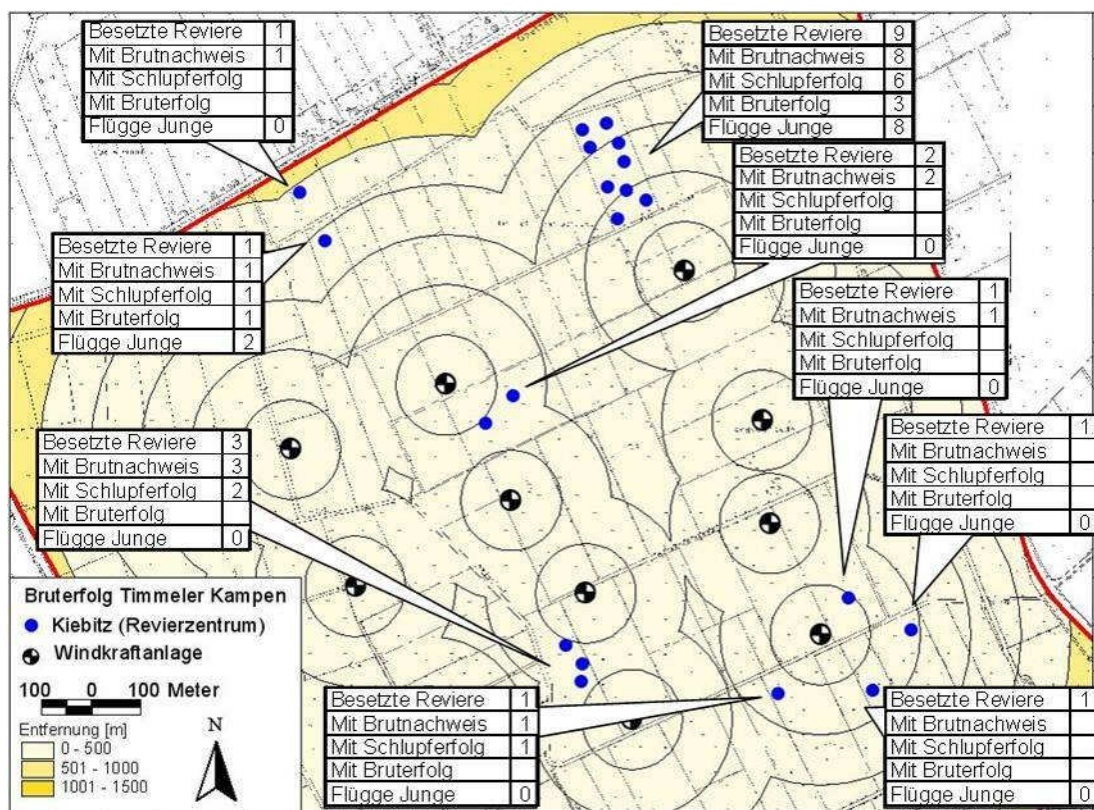 Besetzte Reviere 1
Mit Brutnachweis 1
Mit Schlupferfolg
Mit Bruterfolg
Flügge Junge 0
Besetzte Reviere 9
Mit Brutnachweis 8
Mit Schlupferfolg 6
Mit Bruterfolg 3
Flügge Junge 8
Besetzte Reviere 2
Mit Brutnachweis 2
Mit Schlupferfolg
Mit Bruterfolg
Flügge Junge 0
Besetzte Reviere 1
Mit Brutnachweis 1
Mit Schlupferfolg 1
Mit Bruterfolg 1
Flügge Junge 2
Besetzte Reviere 1
Mit Brutnachweis 1
Mit Schlupferfolg
Mit Bruterfolg
Flügge Junge 0
Besetzte Reviere 3
Mit Brutnachweis 3
Mit Schlupferfolg 2
Mit Bruterfolg
Flügge Junge 0
Besetzte Reviere 1
Mit Brutnachweis
Mit Schlupferfolg
Mit Bruterfolg
Flügge Junge 0
Bruterfolg Timmeler Kampen
Kiebitz (Revierzentrum)
Windkraftanlage
100 0 100 Meter
Entfernung [m]
0 - 500
501 - 1000
1001 - 1500
N
Besetzte Reviere 1
Mit Brutnachweis 1
Mit Schlupferfolg 1
Mit Bruterfolg
Flügge Junge 0
Besetzte Reviere 1
Mit Brutnachweis
Mit Schlupferfolg
Mit Bruterfolg
Flügge Junge 0